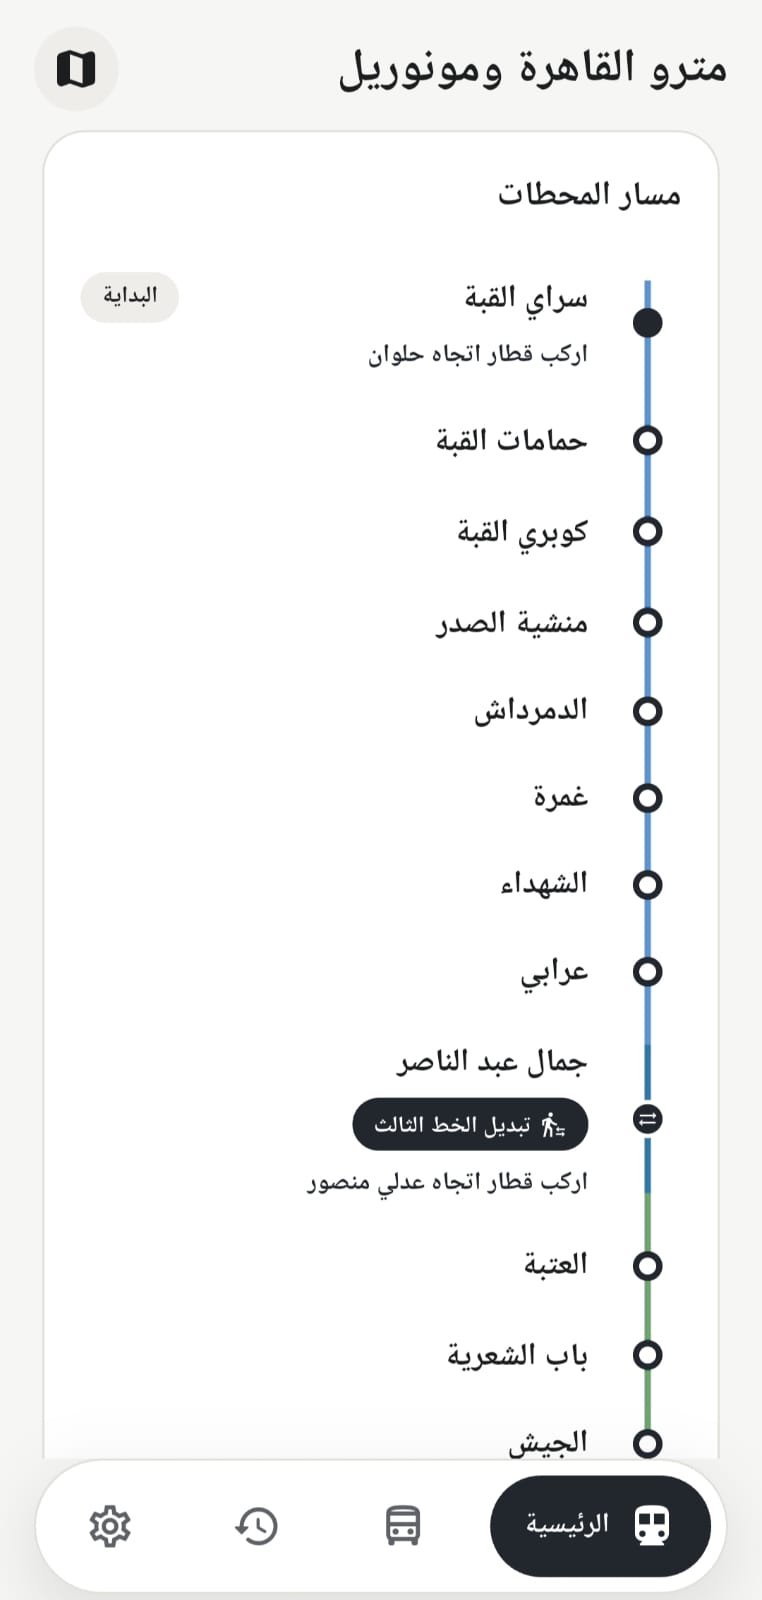 مترو القاهرة ومونوريل
مسار المحطات
سراي القبة
البداية
اركب قطار اتجاه حلوان
حمامات القبة
كوبري القبة
منشية الصدر
الدمرداش
غمرة
الشهداء
عرابي
جمال عبد الناصر
تبديل الخط الثالث
اركب قطار اتجاه عدلي منصور
العتبة
باب الشعرية
الجيش
الرئيسية